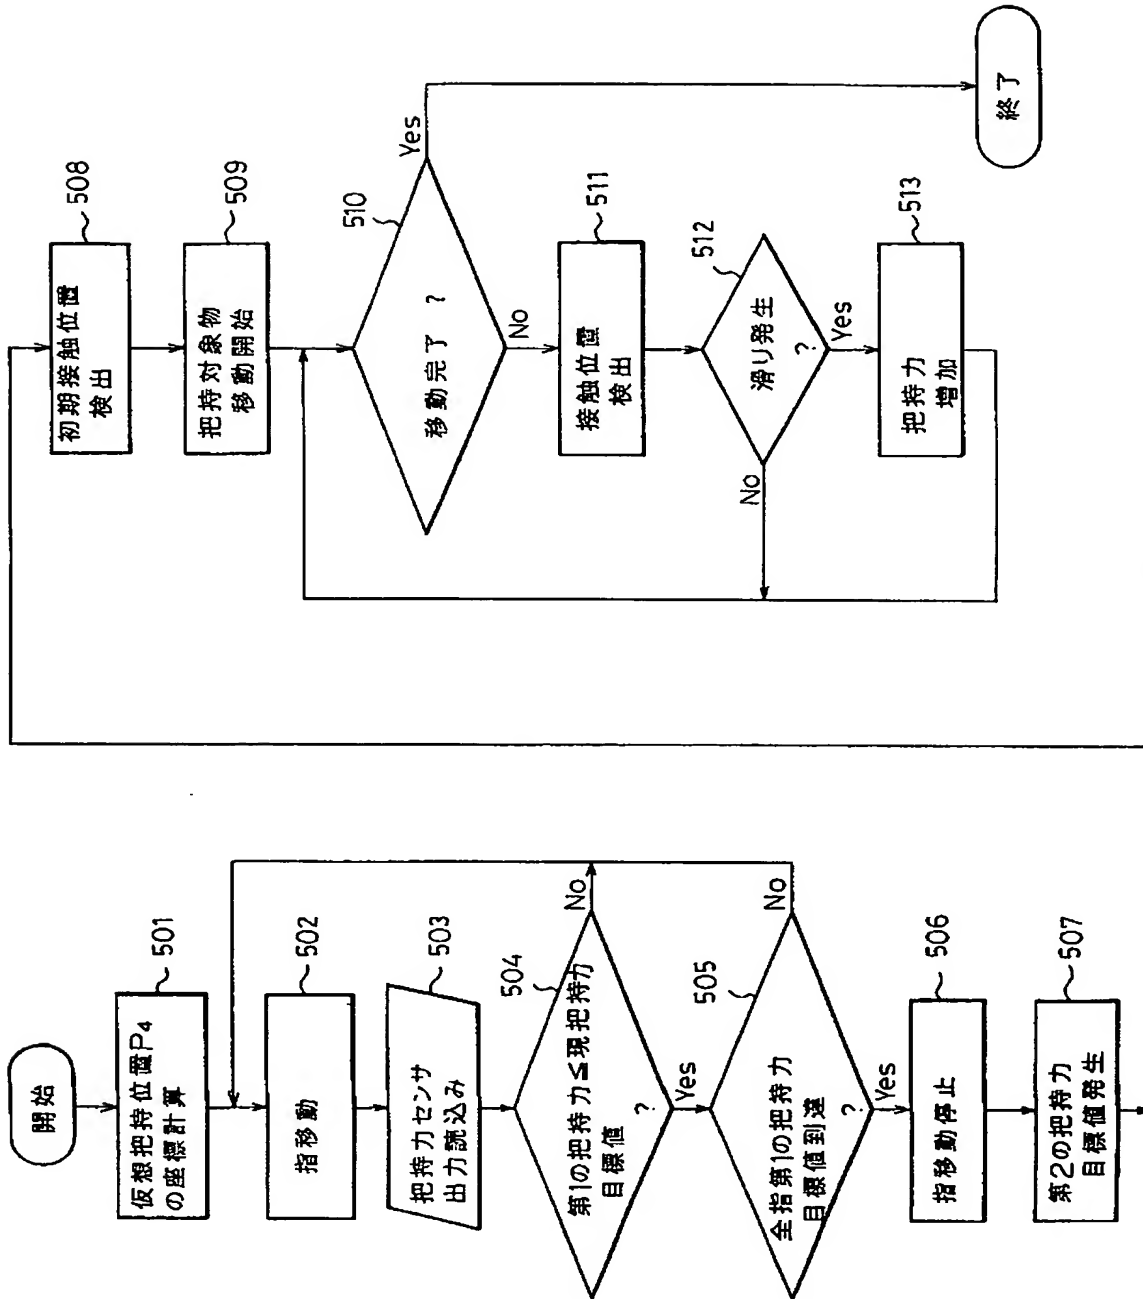 開始
仮想把持位置P₄
の座標計算
501
指移動
502
把持力センサ
出力読込み
503
第1の把持力≦現把持力
目標値
?
504
No
Yes
全指第1の把持力
目標値到達
?
505
No
Yes
指移動停止
506
第2の把持力
目標値発生
507
初期接触位置
検出
508
把持対象物
移動開始
509
移動完了 ?
510
Yes
No
接触位置
検出
511
滑り発生
?
512
No
Yes
把持力
増加
513
終了